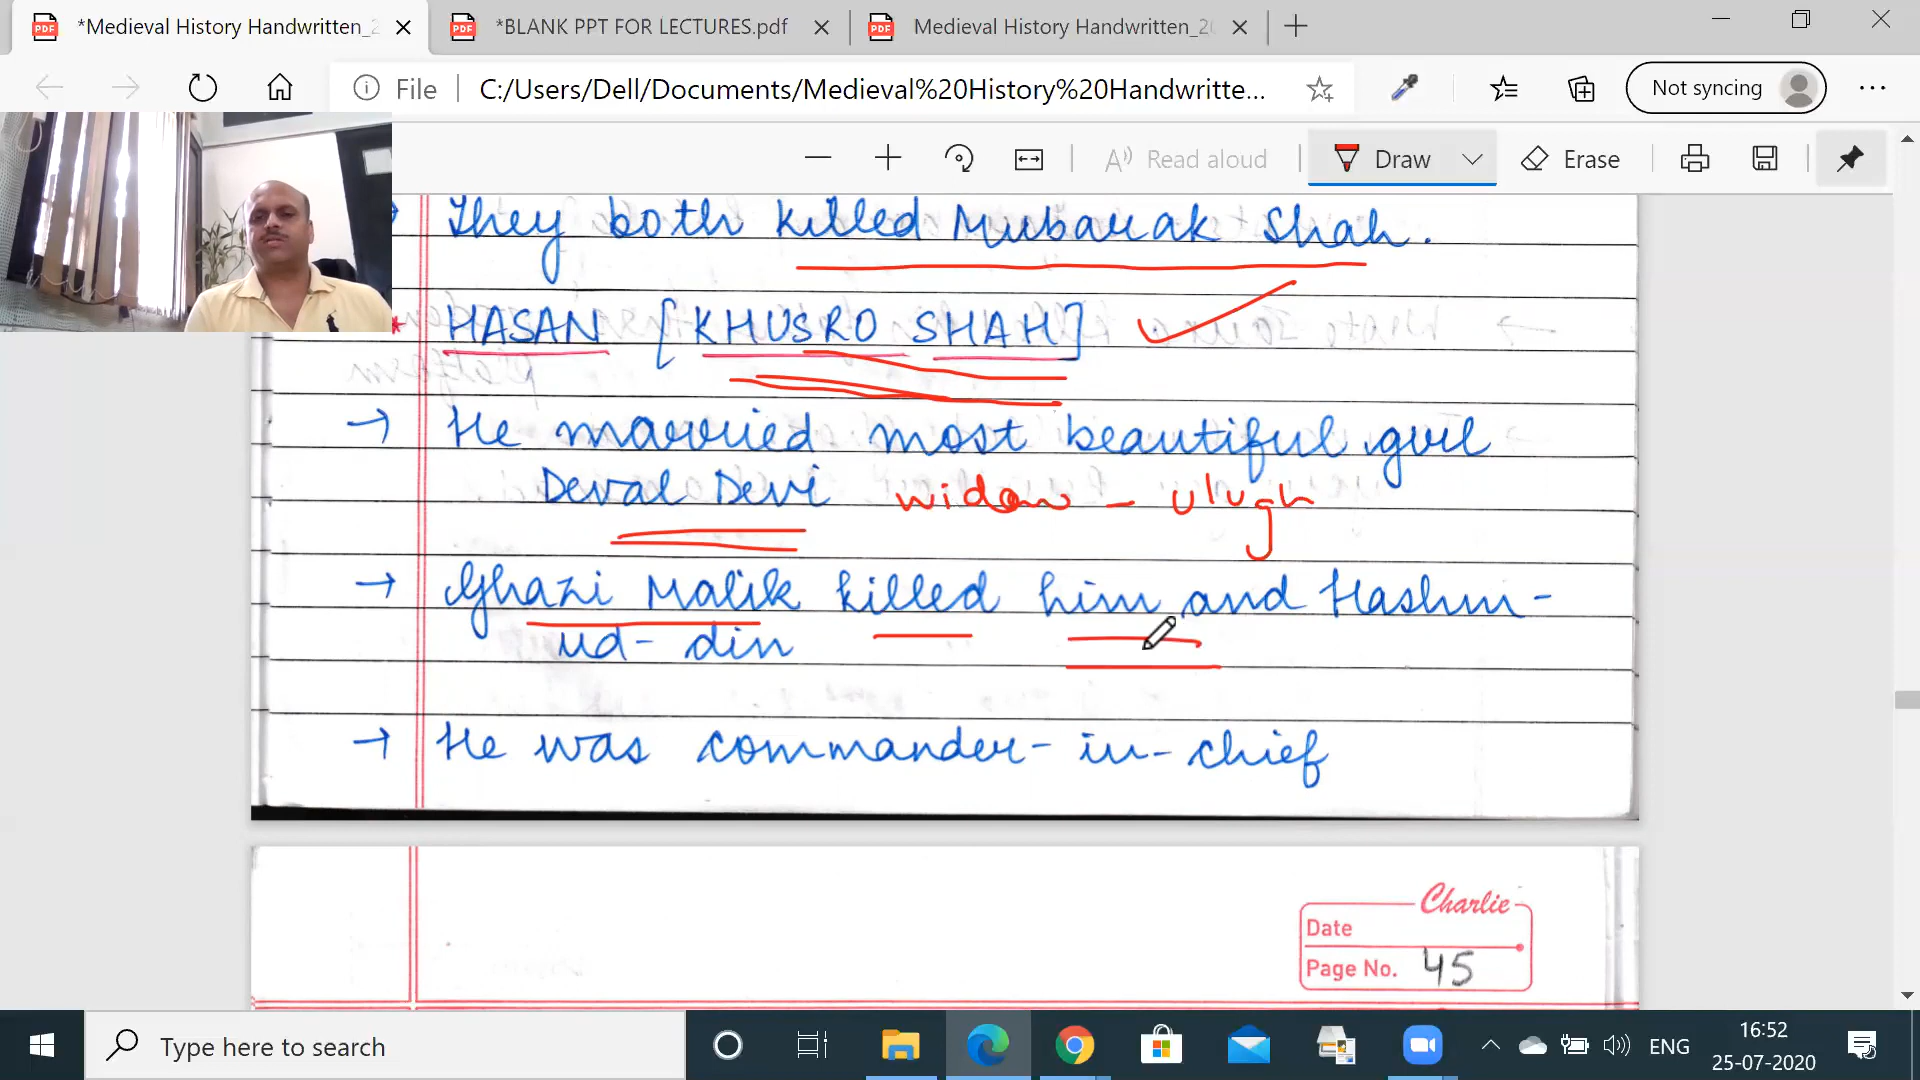 *Medieval History Handwritten_2
*BLANK PPT FOR LECTURES.pdf
Medieval History Handwritten_20
File
C:/Users/Dell/Documents/Medieval%20History%20Handwritte...
Not syncing
Read aloud
Draw
Erase
They both killed Mubarak Shah.
* HASAN [KHUSRO SHAH]
→ He married most beautiful girl
Deval Devi widow - ulugh
→ Ghazi Malik killed him and Hashm-
ud-din
→ He was commander-in-chief
Charlie
Date
Page No. 45
Type here to search
ENG
16:52
25-07-2020